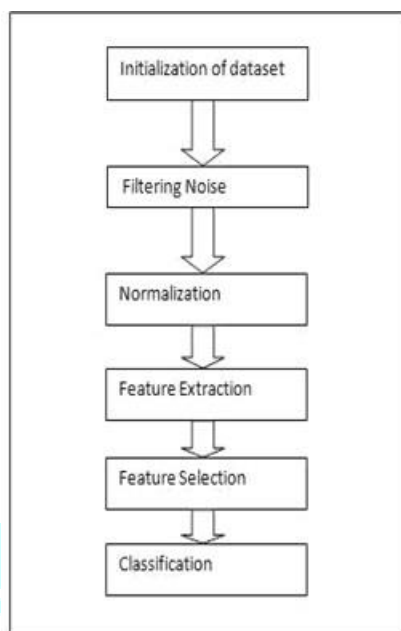 Initialization of dataset
Filtering Noise
Normalization
Feature Extraction
Feature Selection
Classification